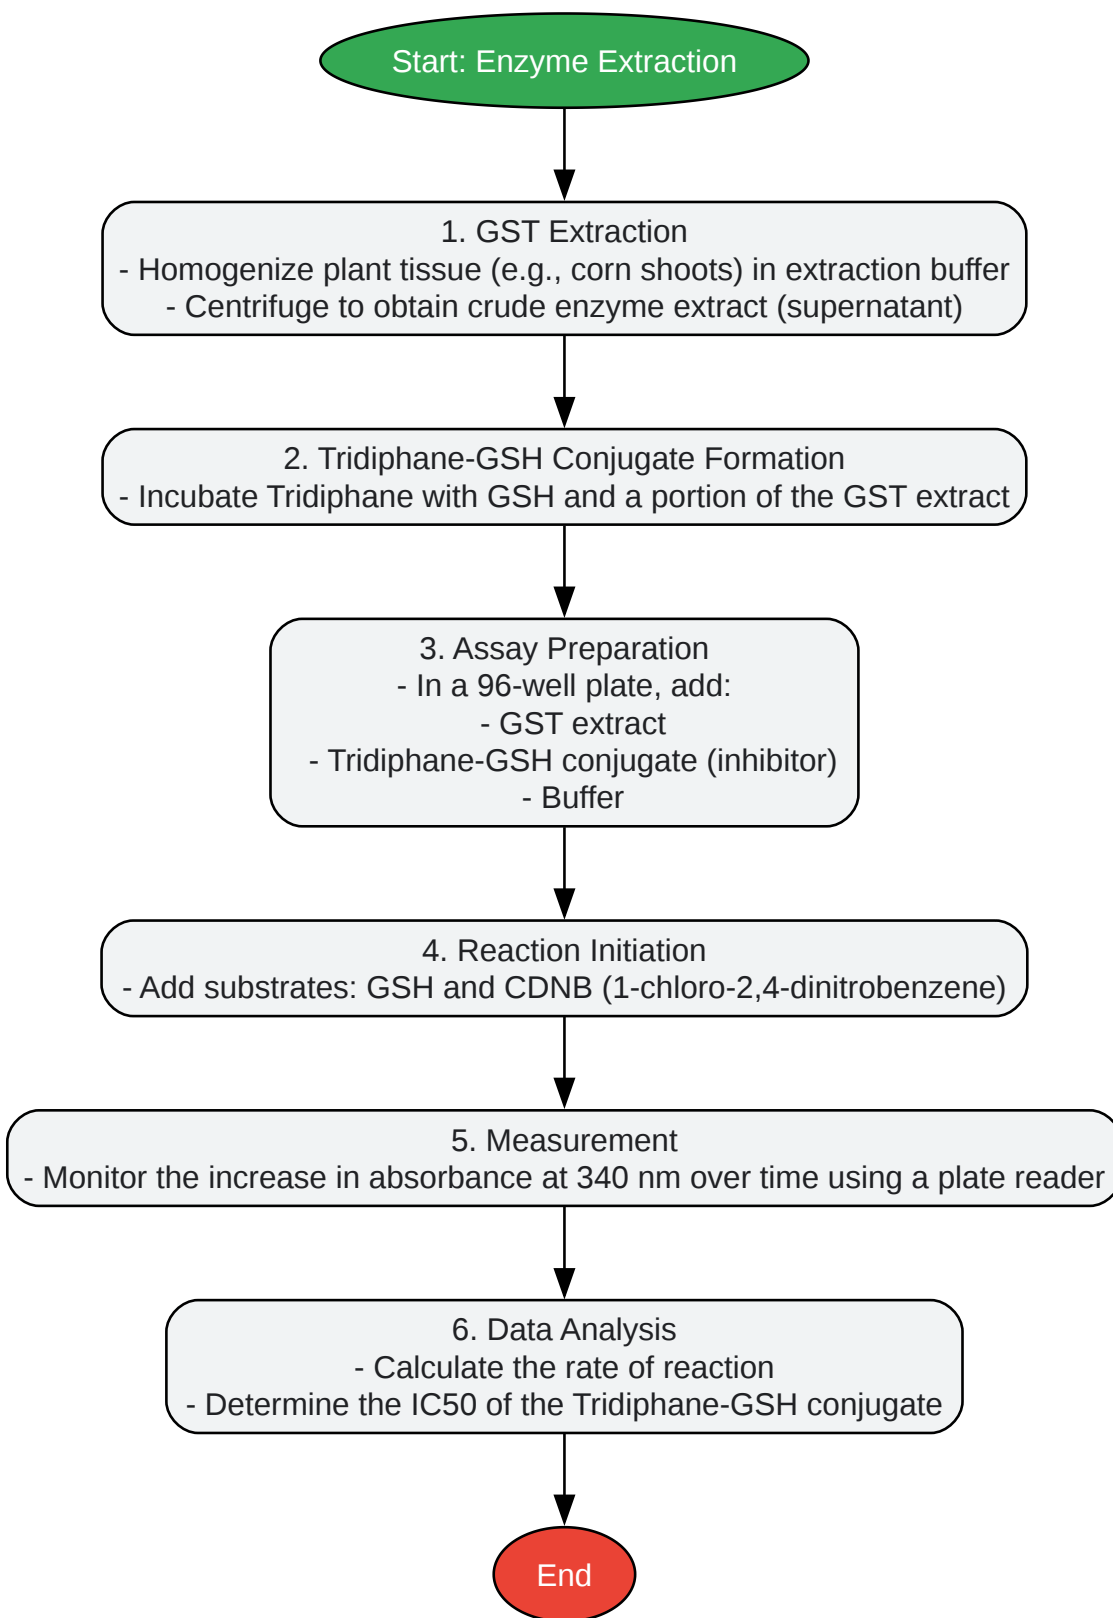 Start: Enzyme Extraction
1. GST Extraction
- Homogenize plant tissue (e.g., corn shoots) in extraction buffer
- Centrifuge to obtain crude enzyme extract (supernatant)
2. Tridiphane-GSH Conjugate Formation
- Incubate Tridiphane with GSH and a portion of the GST extract
3. Assay Preparation
- In a 96-well plate, add:
- GST extract
- Tridiphane-GSH conjugate (inhibitor)
- Buffer
4. Reaction Initiation
- Add substrates: GSH and CDNB (1-chloro-2,4-dinitrobenzene)
5. Measurement
- Monitor the increase in absorbance at 340 nm over time using a plate reader
6. Data Analysis
- Calculate the rate of reaction
- Determine the IC50 of the Tridiphane-GSH conjugate
End